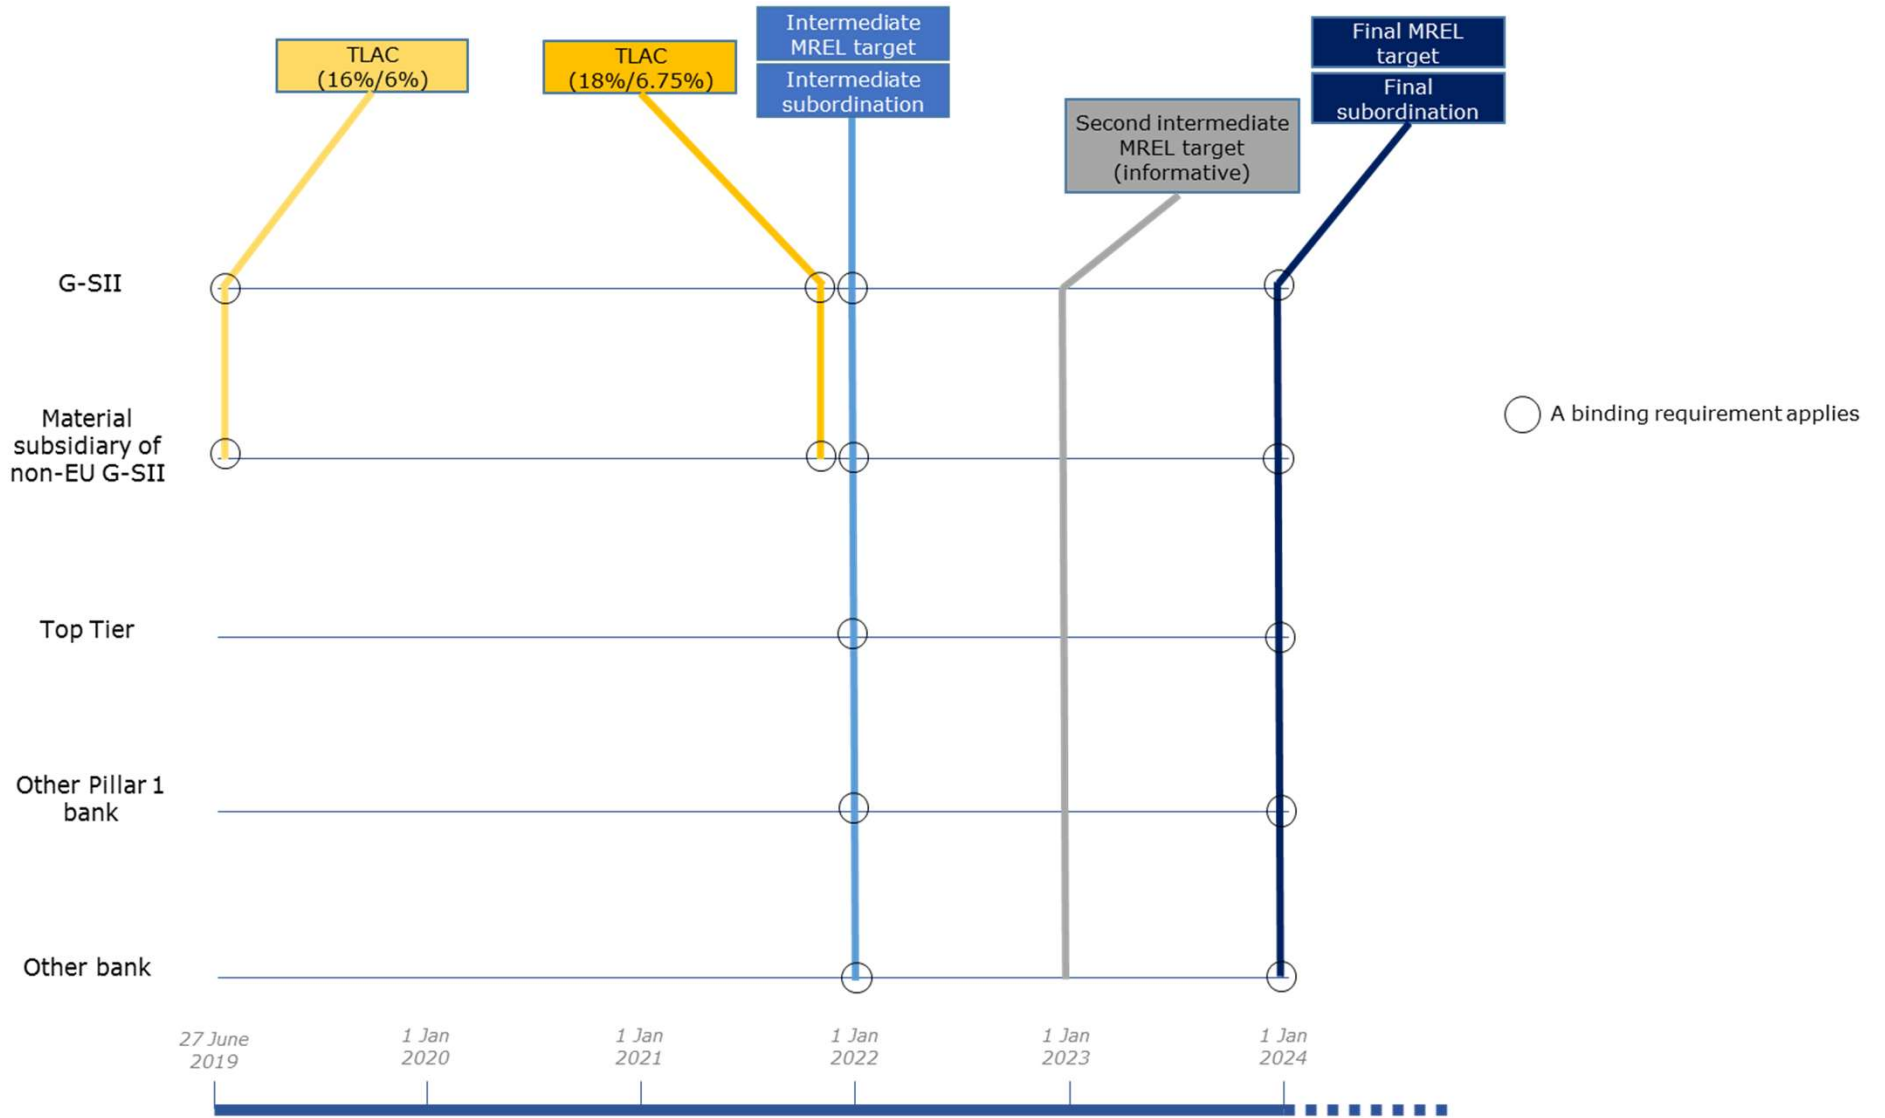 TLAC
(16%/6%)
TLAC
(18%/6.75%)
Intermediate
MREL target
Intermediate
subordination
Second intermediate
MREL target
(informative)
Final MREL
target
Final
subordination
G-SII
Material
subsidiary of
non-EU G-SII
Top Tier
Other Pillar 1
bank
Other bank
A binding requirement applies
27 June
2019
1 Jan
2020
1 Jan
2021
1 Jan
2022
1 Jan
2023
1 Jan
2024